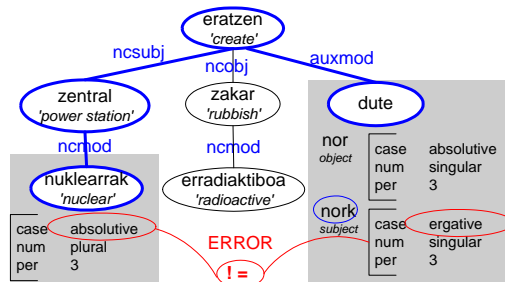 eratzen
'create'
ncsubj
ncobj
auxmod
zentral
'power station'
zakar
'rubbish'
dute
ncmod
ncmod
nuklearrak
'nuclear'
erradiaktiboa
'radioactive'
nor
object
case absolutive
num singular
per 3
nork
subject
case ergative
num singular
per 3
case absolutive
num plural
per 3
ERROR
! =